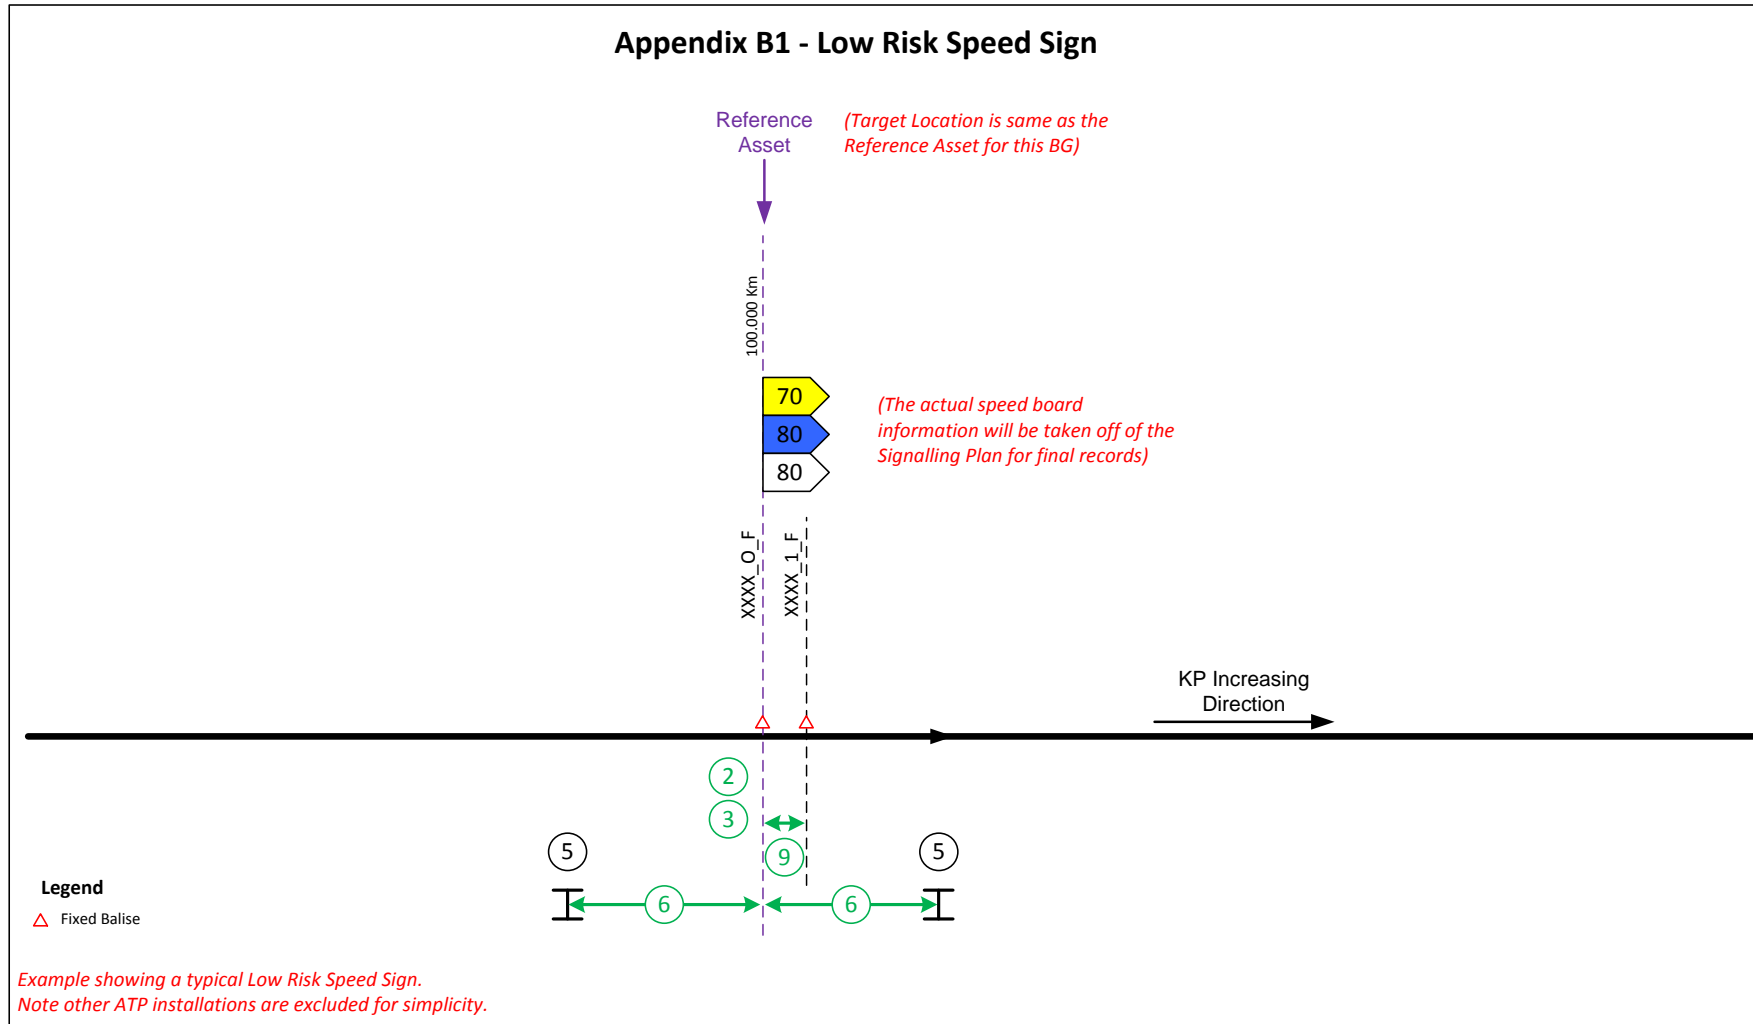 Appendix B1 - Low Risk Speed Sign
Reference
Asset
(Target Location is same as the
Reference Asset for this BG)
100.000 Km
70
80
80
(The actual speed board
information will be taken off of the
Signalling Plan for final records)
XXXX_O_F
XXXX_1_F
KP Increasing
Direction
2
3
9
5
5
6
6
Legend
Fixed Balise
Example showing a typical Low Risk Speed Sign.
Note other ATP installations are excluded for simplicity.